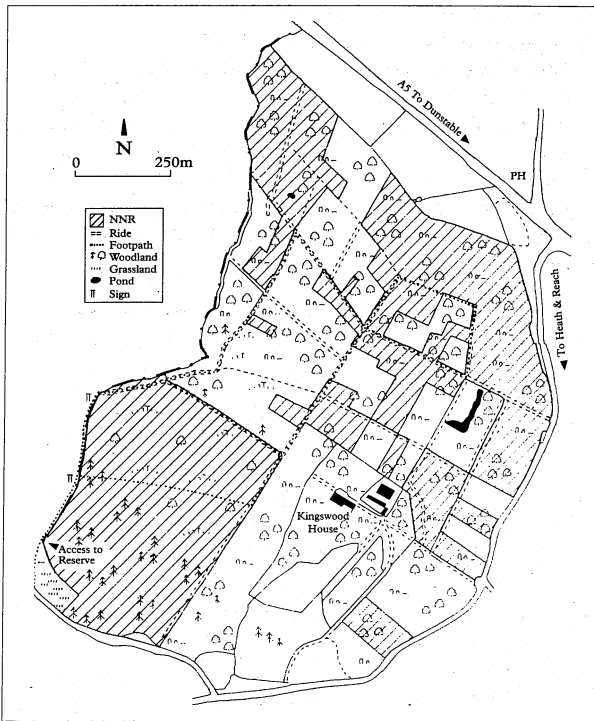 A5 To Dunstable
N
0 250m
PH
NNR
Ride
Footpath
Woodland
Grassland
Pond
Sign
To Heath & Reach
Kingswood
House
Access to
Reserve